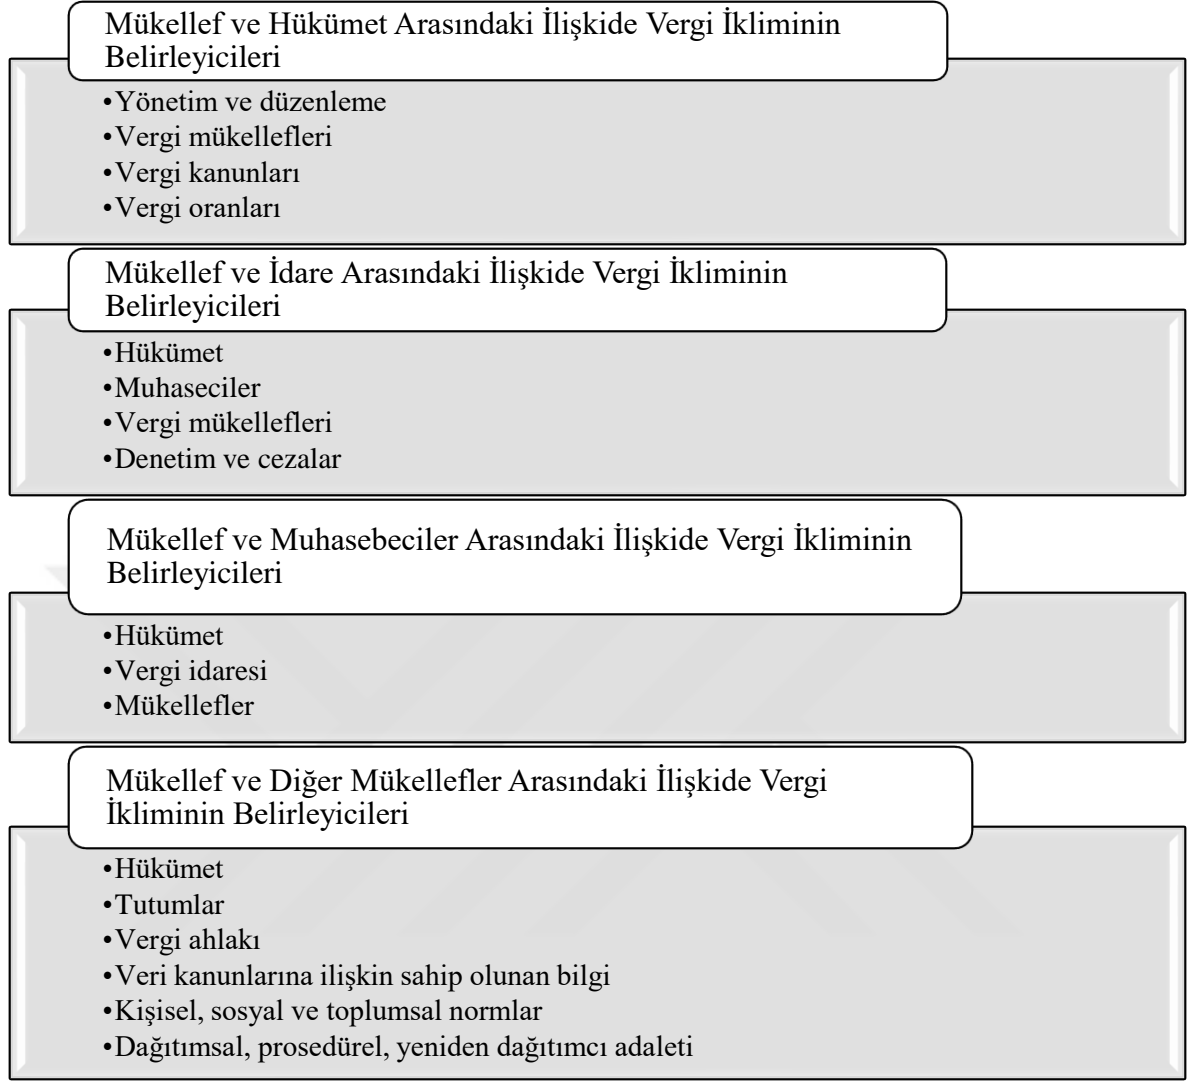 Mükellef ve Hükümet Arasındaki İlişkide Vergi İkliminin
Belirleyicileri
•Yönetim ve düzenleme
•Vergi mükellefleri
•Vergi kanunları
•Vergi oranları
Mükellef ve İdare Arasındaki İlişkide Vergi İkliminin
Belirleyicileri
•Hükümet
•Muhaseciler
•Vergi mükellefleri
•Denetim ve cezalar
Mükellef ve Muhasebeciler Arasındaki İlişkide Vergi İkliminin
Belirleyicileri
•Hükümet
•Vergi idaresi
•Mükellefler
Mükellef ve Diğer Mükellefler Arasındaki İlişkide Vergi
İkliminin Belirleyicileri
•Hükümet
•Tutumlar
•Vergi ahlakı
•Veri kanunlarına ilişkin sahip olunan bilgi
•Kişisel, sosyal ve toplumsal normlar
•Dağıtımsal, prosedürel, yeniden dağıtımcı adaleti